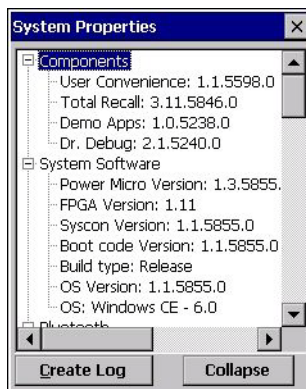 System Properties
Components
User Convenience: 1.1.5598.0
Total Recall: 3.11.5846.0
Demo Apps: 1.0.5238.0
Dr. Debug: 2.1.5240.0
System Software
Power Micro Version: 1.3.5855.
FPGA Version: 1.11
Syscon Version: 1.1.5855.0
Boot code Version: 1.1.5855.0
Build type: Release
OS Version: 1.1.5855.0
OS: Windows CE - 6.0
Bluetooth
Create Log
Collapse